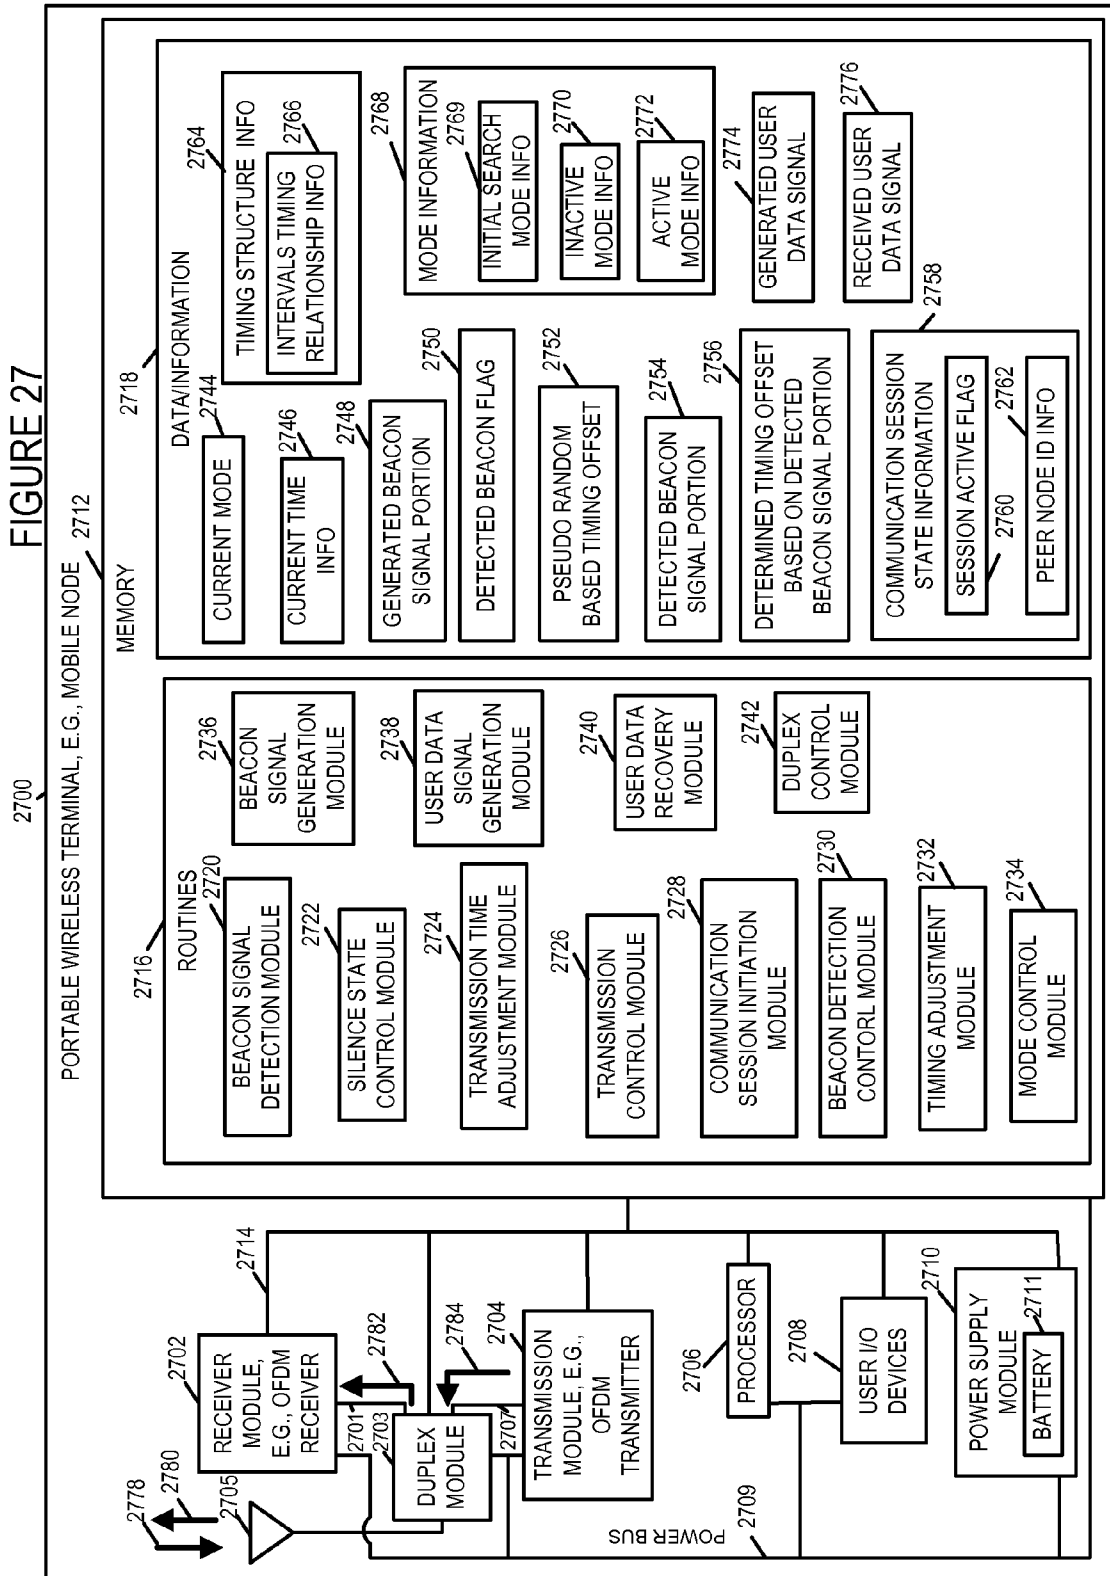 FIGURE 27
2700
PORTABLE WIRELESS TERMINAL, E.G., MOBILE NODE
2712
MEMORY
2778
2780
2705
2702
RECEIVER
MODULE,
E.G., OFDM
RECEIVER
2714
2701
2703
2782
DUPLEX
MODULE
2784
2707
2704
TRANSMISSION
MODULE, E.G.,
OFDM
TRANSMITTER
POWER BUS
2709
2706
PROCESSOR
2708
USER I/O
DEVICES
2710
POWER SUPPLY
MODULE
2711
BATTERY
2716
ROUTINES
2720
BEACON SIGNAL
DETECTION MODULE
2722
SILENCE STATE
CONTROL MODULE
2724
TRANSMISSION TIME
ADJUSTMENT MODULE
2726
TRANSMISSION
CONTROL MODULE
2728
COMMUNICATION
SESSION INITIATION
MODULE
2730
BEACON DETECTION
CONTORL MODULE
2732
TIMING ADJUSTMENT
MODULE
2734
MODE CONTROL
MODULE
2736
BEACON
SIGNAL
GENERATION
MODULE
2738
USER DATA
SIGNAL
GENERATION
MODULE
2740
USER DATA
RECOVERY
MODULE
2742
DUPLEX
CONTROL
MODULE
2718
DATA/INFORMATION
2744
CURRENT MODE
2746
CURRENT TIME
INFO
2748
GENERATED BEACON
SIGNAL PORTION
2750
DETECTED BEACON FLAG
2752
PSEUDO RANDOM
BASED TIMING OFFSET
2754
DETECTED BEACON
SIGNAL PORTION
2756
DETERMINED TIMING OFFSET
BASED ON DETECTED
BEACON SIGNAL PORTION
2758
COMMUNICATION SESSION
STATE INFORMATION
2760
SESSION ACTIVE FLAG
2762
PEER NODE ID INFO
2764
TIMING STRUCTURE INFO
2766
INTERVALS TIMING
RELATIONSHIP INFO
2768
MODE INFORMATION
2769
INITIAL SEARCH
MODE INFO
2770
INACTIVE
MODE INFO
2772
ACTIVE
MODE INFO
2774
GENERATED USER
DATA SIGNAL
2776
RECEIVED USER
DATA SIGNAL